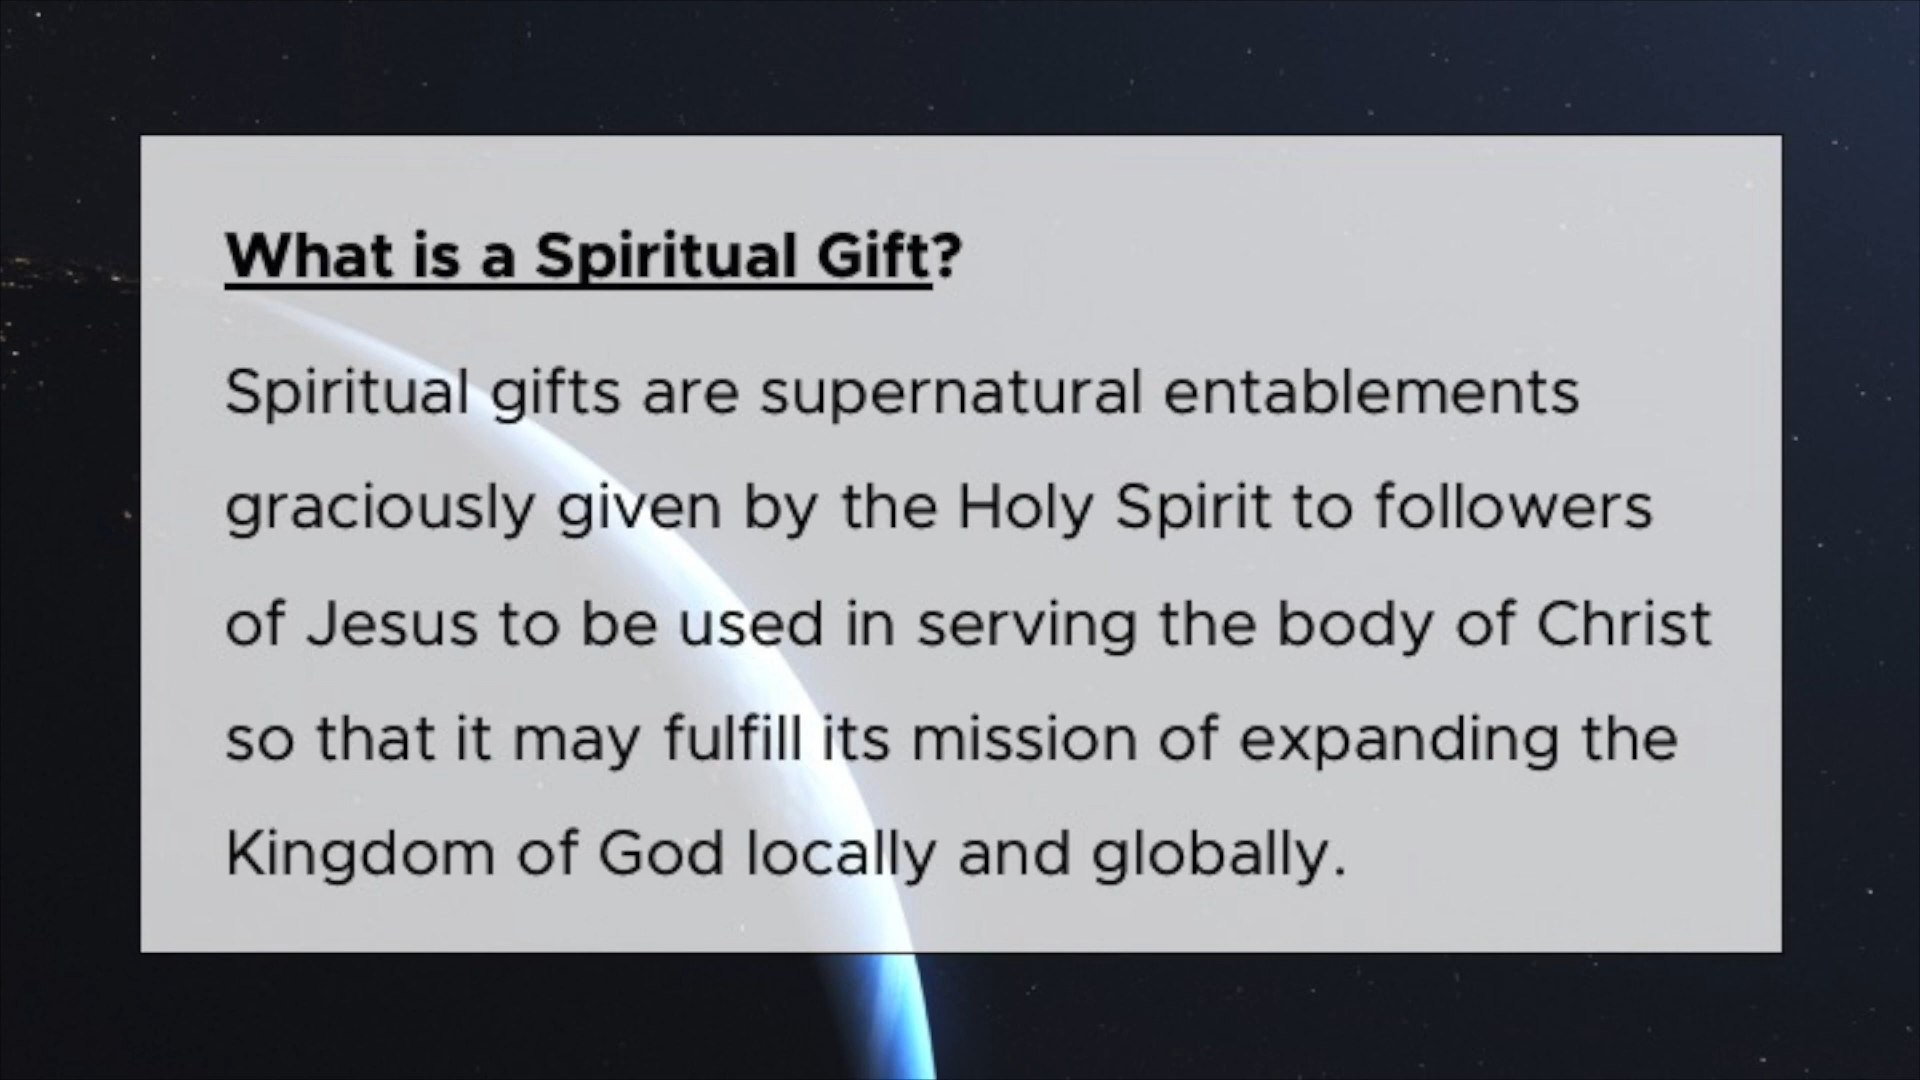 What is a Spiritual Gift?
Spiritual gifts are supernatural entablements
graciously given by the Holy Spirit to followers
of Jesus to be used in serving the body of Christ
so that it may fulfill its mission of expanding the
Kingdom of God locally and globally.